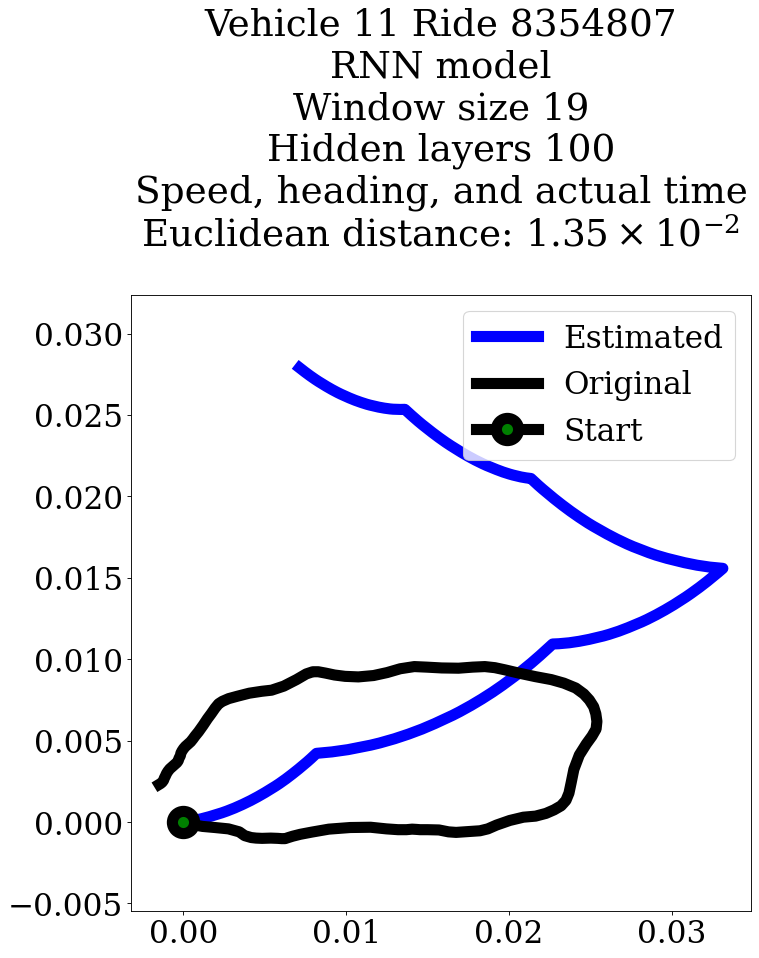 Vehicle 11 Ride 8354807
RNN model
Window size 19
Hidden layers 100
Speed, heading, and actual time
Euclidean distance: 1.35 × 10⁻²
Estimated
Original
Start
0.030
0.025
0.020
0.015
0.010
0.005
0.000
−0.005
0.00 0.01 0.02 0.03